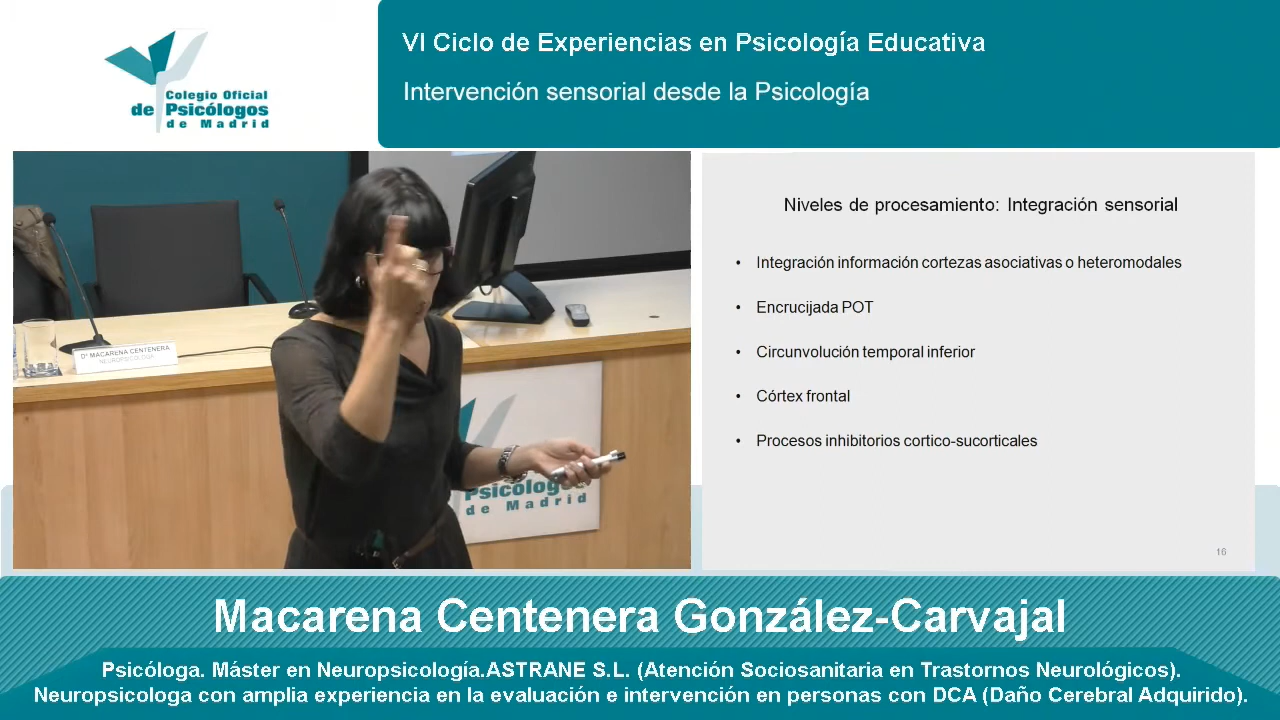 VI Ciclo de Experiencias en Psicología Educativa
Intervención sensorial desde la Psicología
Colegio Oficial
de Psicólogos
de Madrid
Dª MACARENA CENTENERA
NEUROPSICÓLOGA
Psicólogos
de Madrid
Niveles de procesamiento: Integración sensorial
• Integración información cortezas asociativas o heteromodales
• Encrucijada POT
• Circunvolución temporal inferior
• Córtex frontal
• Procesos inhibitorios cortico-sucorticales
16
Macarena Centenera González-Carvajal
Psicóloga. Máster en Neuropsicología.ASTRANE S.L. (Atención Sociosanitaria en Trastornos Neurológicos).
Neuropsicologa con amplia experiencia en la evaluación e intervención en personas con DCA (Daño Cerebral Adquirido).